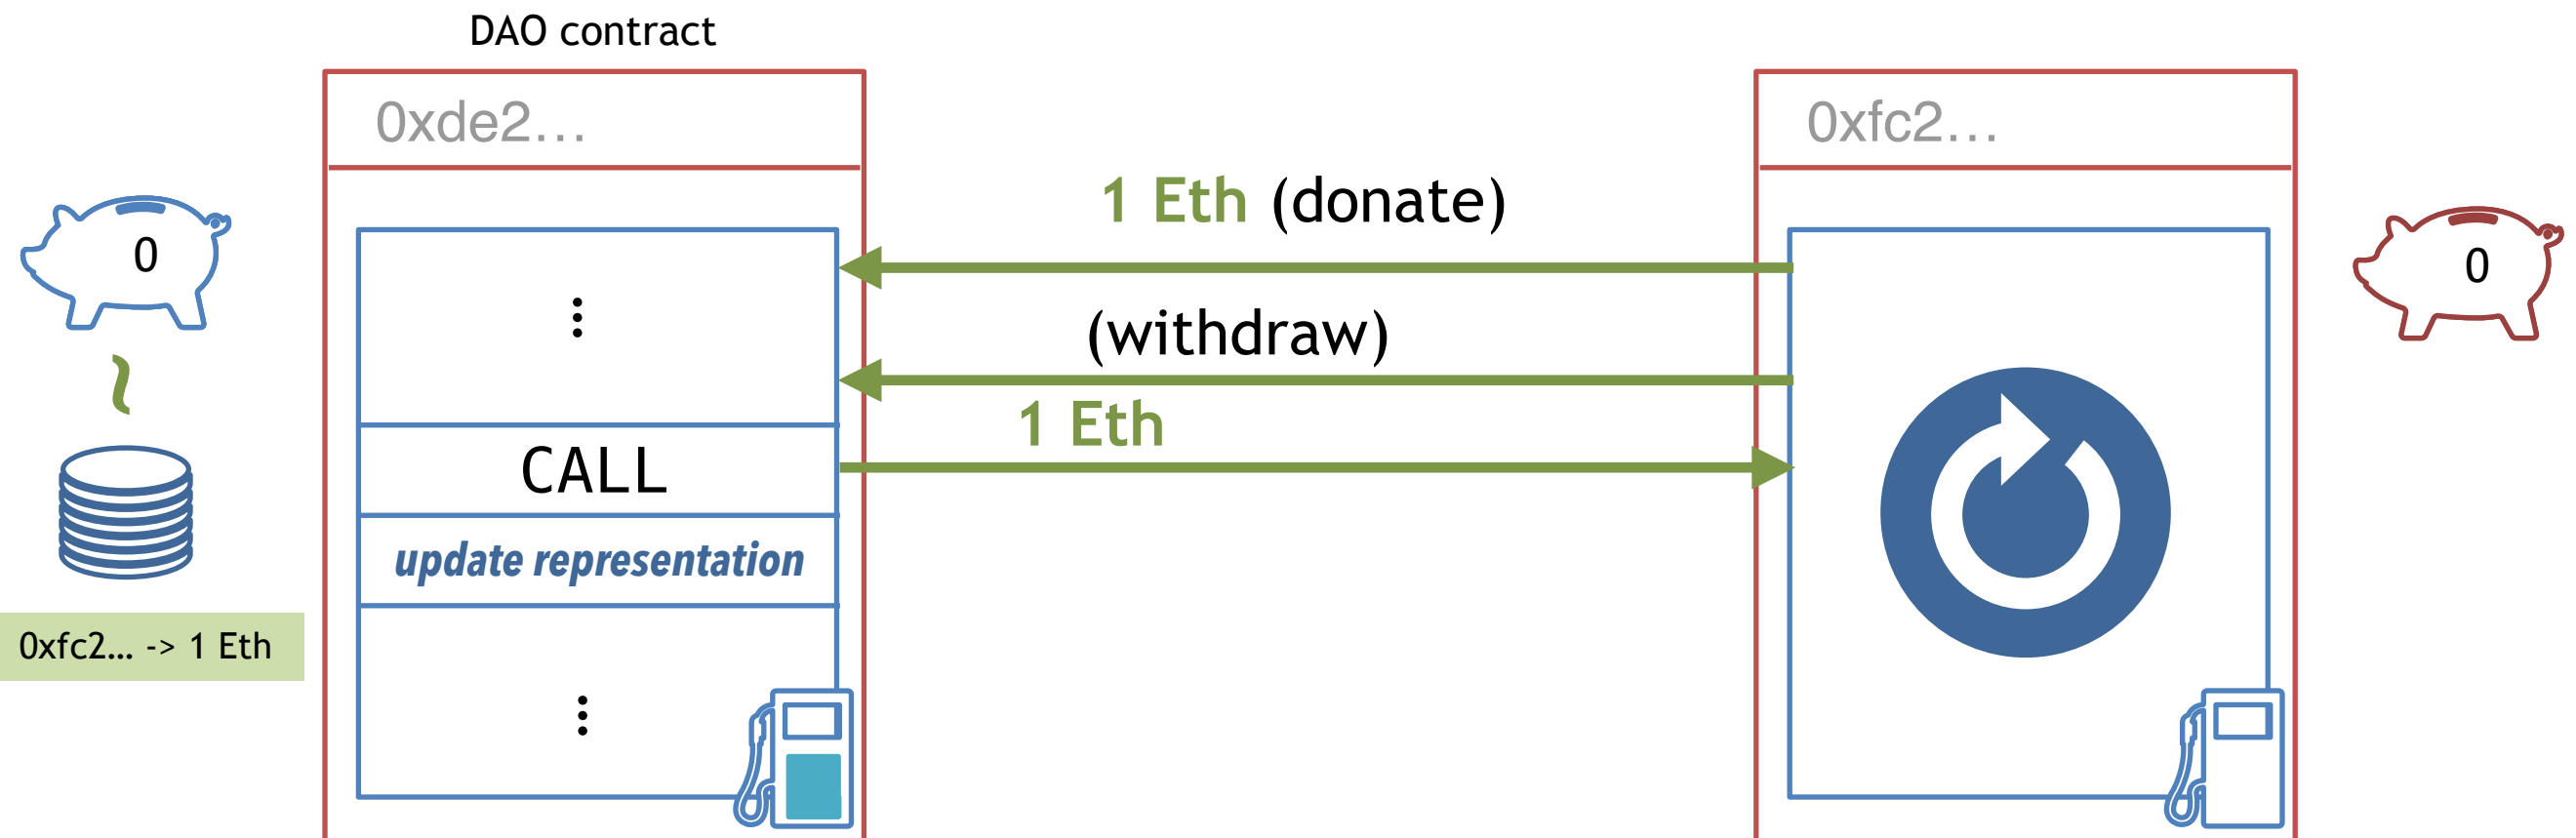 DAO contract
0xde2…
0xfc2…
1 Eth (donate)
0
0
(withdraw)
1 Eth
CALL
update representation
0xfc2… -> 1 Eth